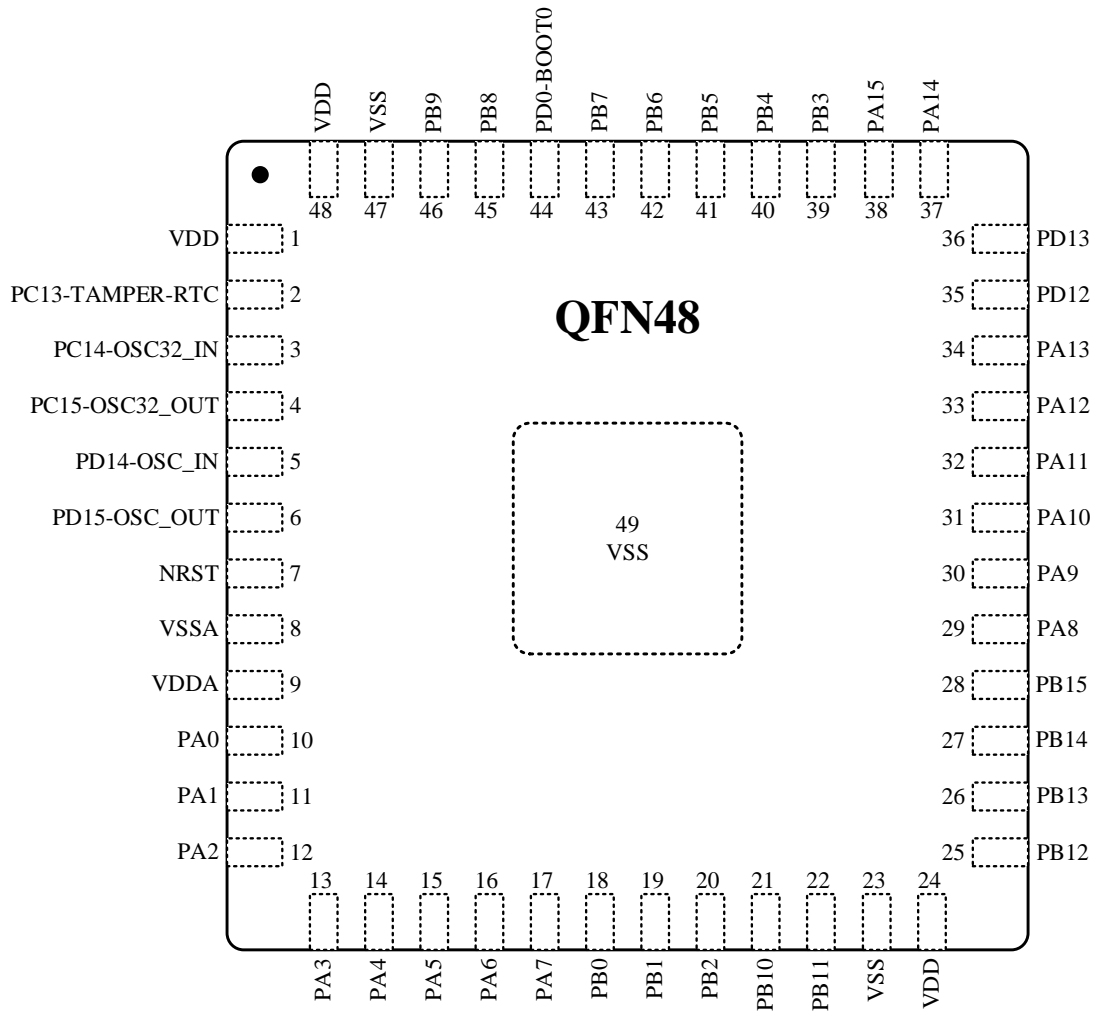 VDD
VSS
PB9
PB8
PD0-BOOT0
PB7
PB6
PB5
PB4
PB3
PA15
PA14
48
47
46
45
44
43
42
41
40
39
38
37
VDD 1
PC13-TAMPER-RTC 2
PC14-OSC32_IN 3
PC15-OSC32_OUT 4
PD14-OSC_IN 5
PD15-OSC_OUT 6
NRST 7
VSSA 8
VDDA 9
PA0 10
PA1 11
PA2 12
QFN48
49
VSS
36 PD13
35 PD12
34 PA13
33 PA12
32 PA11
31 PA10
30 PA9
29 PA8
28 PB15
27 PB14
26 PB13
25 PB12
13
14
15
16
17
18
19
20
21
22
23
24
PA3
PA4
PA5
PA6
PA7
PB0
PB1
PB2
PB10
PB11
VSS
VDD